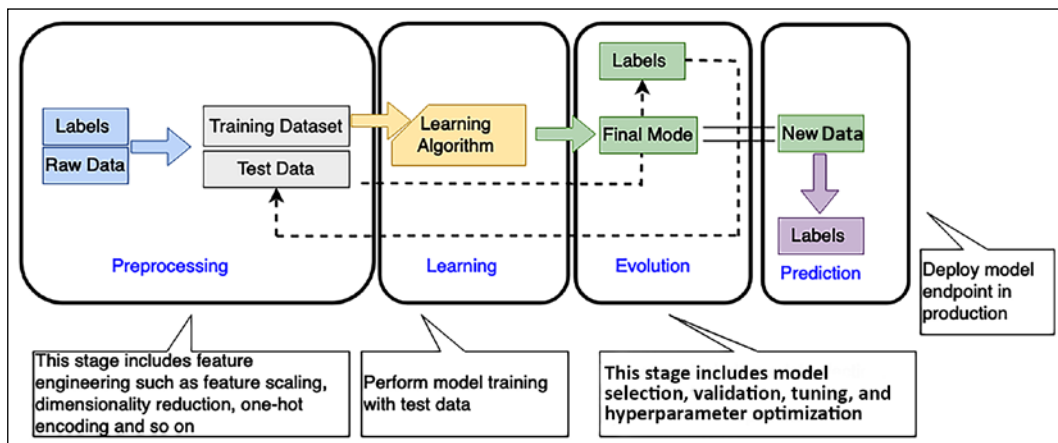 Labels
Raw Data
Training Dataset
Test Data
Preprocessing
Learning
Algorithm
Learning
Labels
Final Mode
Evolution
New Data
Labels
Prediction
This stage includes feature
engineering such as feature scaling,
dimensionality reduction, one-hot
encoding and so on
Perform model training
with test data
This stage includes model
selection, validation, tuning, and
hyperparameter optimization
Deploy model
endpoint in
production